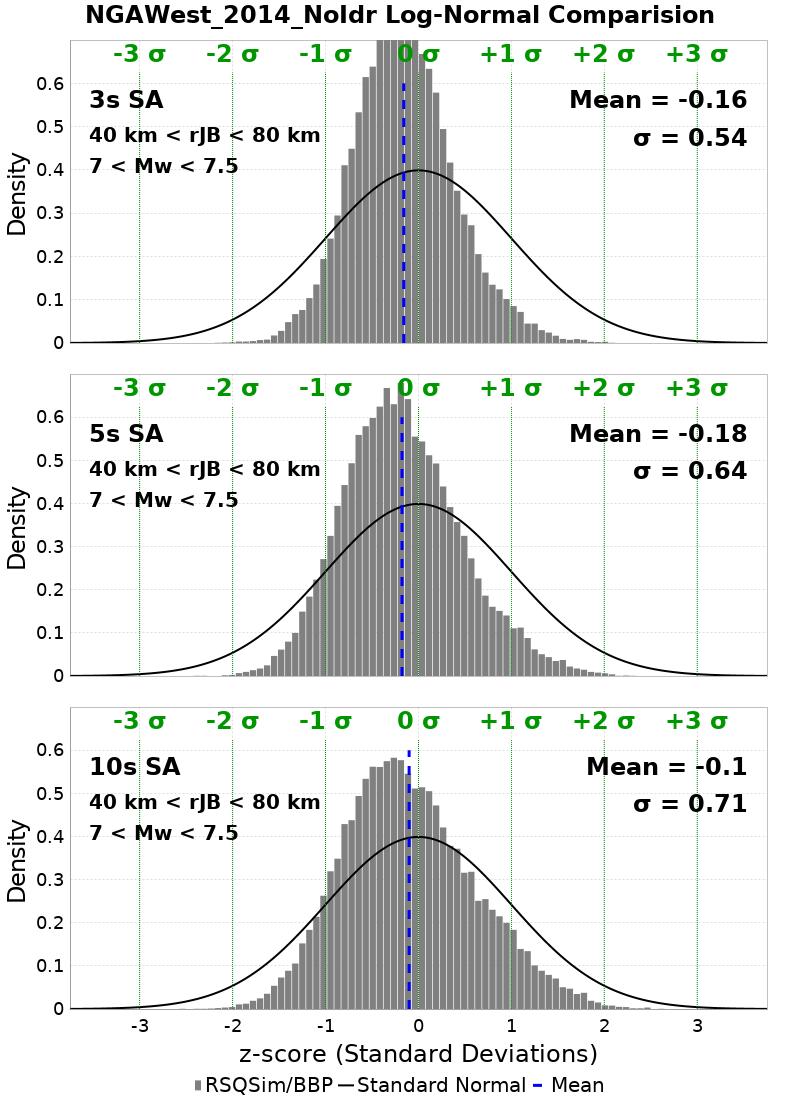 NGAWest_2014_NoIdr Log-Normal Comparision
-3 σ -2 σ -1 σ 0 σ +1 σ +2 σ +3 σ
0.6
3s SA Mean = -0.16
0.5
40 km < rJB < 80 km σ = 0.54
7 < Mw < 7.5
0.4
Density
0.3
0.2
0.1
0
-3 σ -2 σ -1 σ 0 σ +1 σ +2 σ +3 σ
0.6
5s SA Mean = -0.18
0.5
40 km < rJB < 80 km σ = 0.64
7 < Mw < 7.5
0.4
Density
0.3
0.2
0.1
0
-3 σ -2 σ -1 σ 0 σ +1 σ +2 σ +3 σ
0.6
10s SA Mean = -0.1
0.5
40 km < rJB < 80 km σ = 0.71
7 < Mw < 7.5
0.4
Density
0.3
0.2
0.1
0
-3 -2 -1 0 1 2 3
z-score (Standard Deviations)
RSQSim/BBP Standard Normal Mean